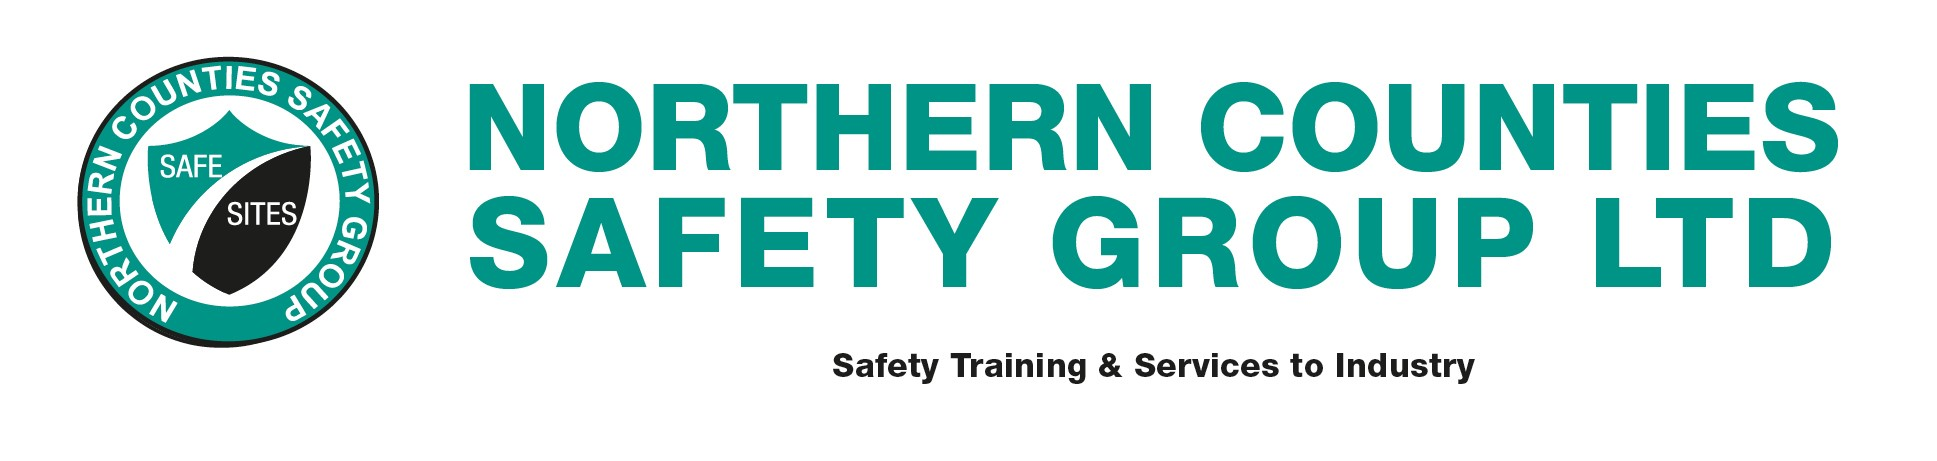 NORTHERN COUNTIES SAFETY GROUP
SAFE
SITES
NORTHERN COUNTIES
SAFETY GROUP LTD
Safety Training & Services to Industry